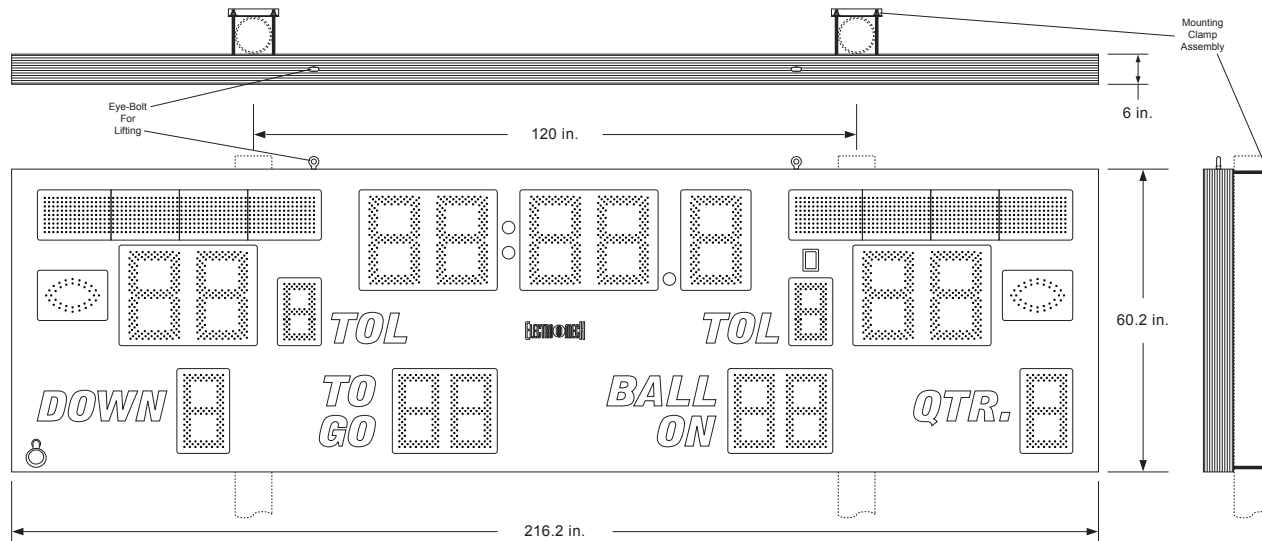 Mounting
Clamp
Assembly
6 in.
Eye-Bolt
For
Lifting
120 in.
60.2 in.
TOL
TOL
ELECTRO-MECH
DOWN
TO
GO
BALL
ON
QTR.
216.2 in.